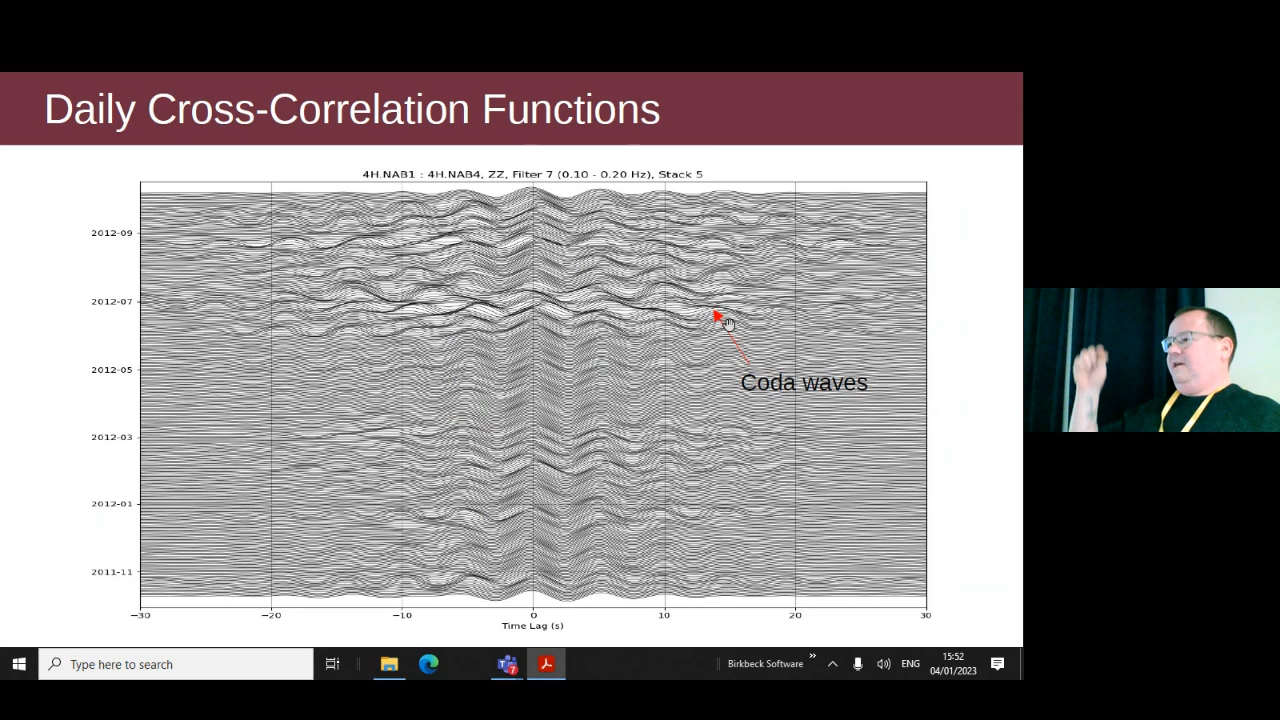 Daily Cross-Correlation Functions
4H.NAB1 : 4H.NAB4, ZZ, Filter 7 (0.10 - 0.20 Hz), Stack 5
2012-09
2012-07
2012-05
2012-03
2012-01
2011-11
Coda waves
−30 −20 −10 0 10 20 30
Time Lag (s)
Type here to search
7
Birkbeck Software
»
ENG
15:52
04/01/2023